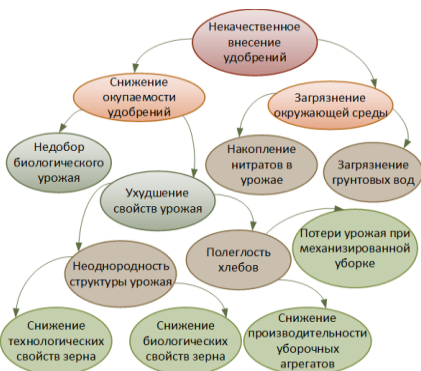 Некачественное
внесение
удобрений
Снижение
окупаемости
удобрений
Загрязнение
окружающей среды
Недобор
биологического
урожая
Накопление
нитратов в
урожае
Загрязнение
грунтовых вод
Ухудшение
свойств урожая
Потери урожая при
механизированной
уборке
Полеглость
хлебов
Неоднородность
структуры урожая
Снижение
технологических
свойств зерна
Снижение
биологических
свойств зерна
Снижение
производительности
уборочных
агрегатов